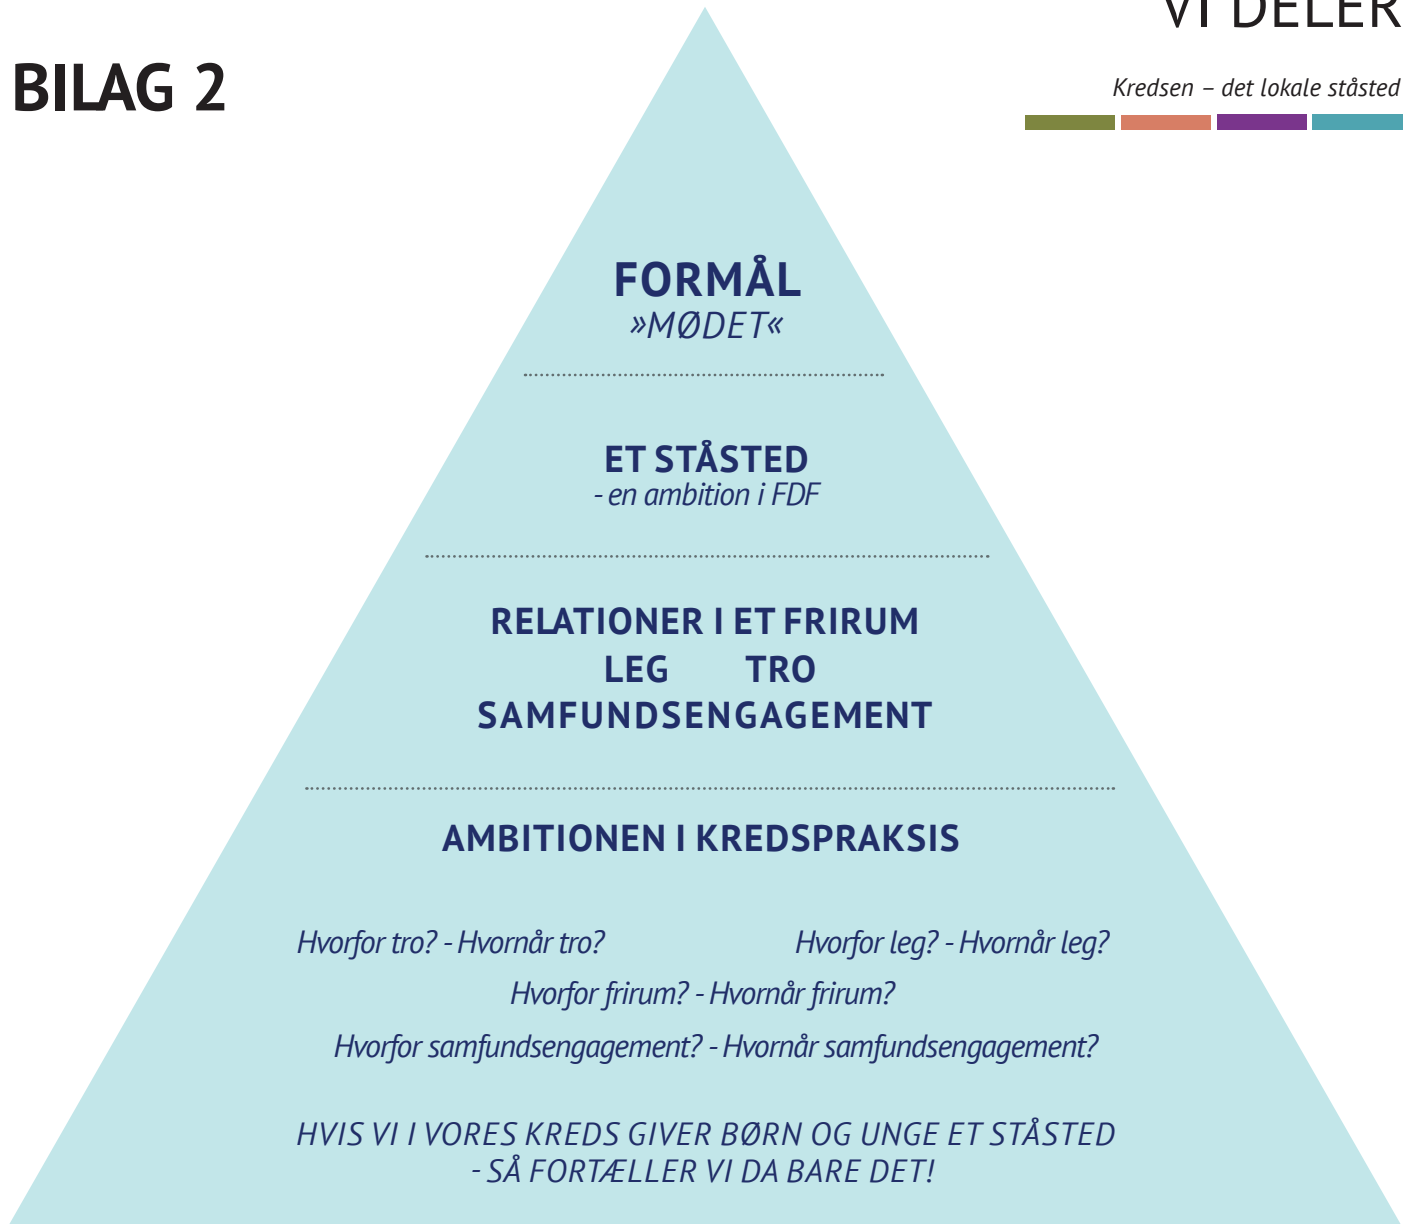 VI DELER
BILAG 2
Kredsen – det lokale ståsted
FORMÅL
»MØDET«
ET STÅSTED
- en ambition i FDF
RELATIONER I ET FRIRUM
LEG TRO
SAMFUNDSENGAGEMENT
AMBITIONEN I KREDSPRAKSIS
Hvorfor tro? - Hvornår tro? Hvorfor leg? - Hvornår leg?
Hvorfor frirum? - Hvornår frirum?
Hvorfor samfundsengagement? - Hvornår samfundsengagement?
HVIS VI I VORES KREDS GIVER BØRN OG UNGE ET STÅSTED
- SÅ FORTÆLLER VI DA BARE DET!